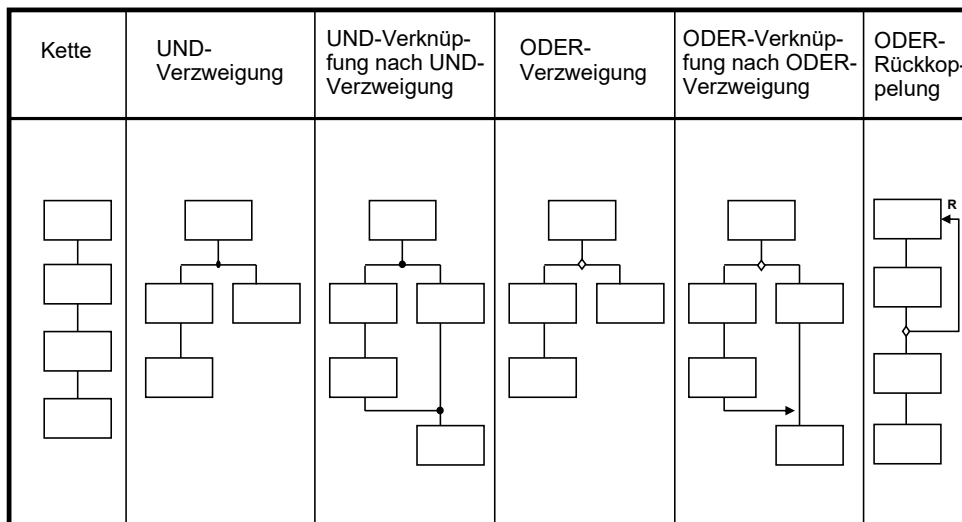 Kette
UND-
Verzweigung
UND-Verknüp-
fung nach UND-
Verzweigung
ODER-
Verzweigung
ODER-Verknüp-
fung nach ODER-
Verzweigung
ODER-
Rückkop-
pelung
R